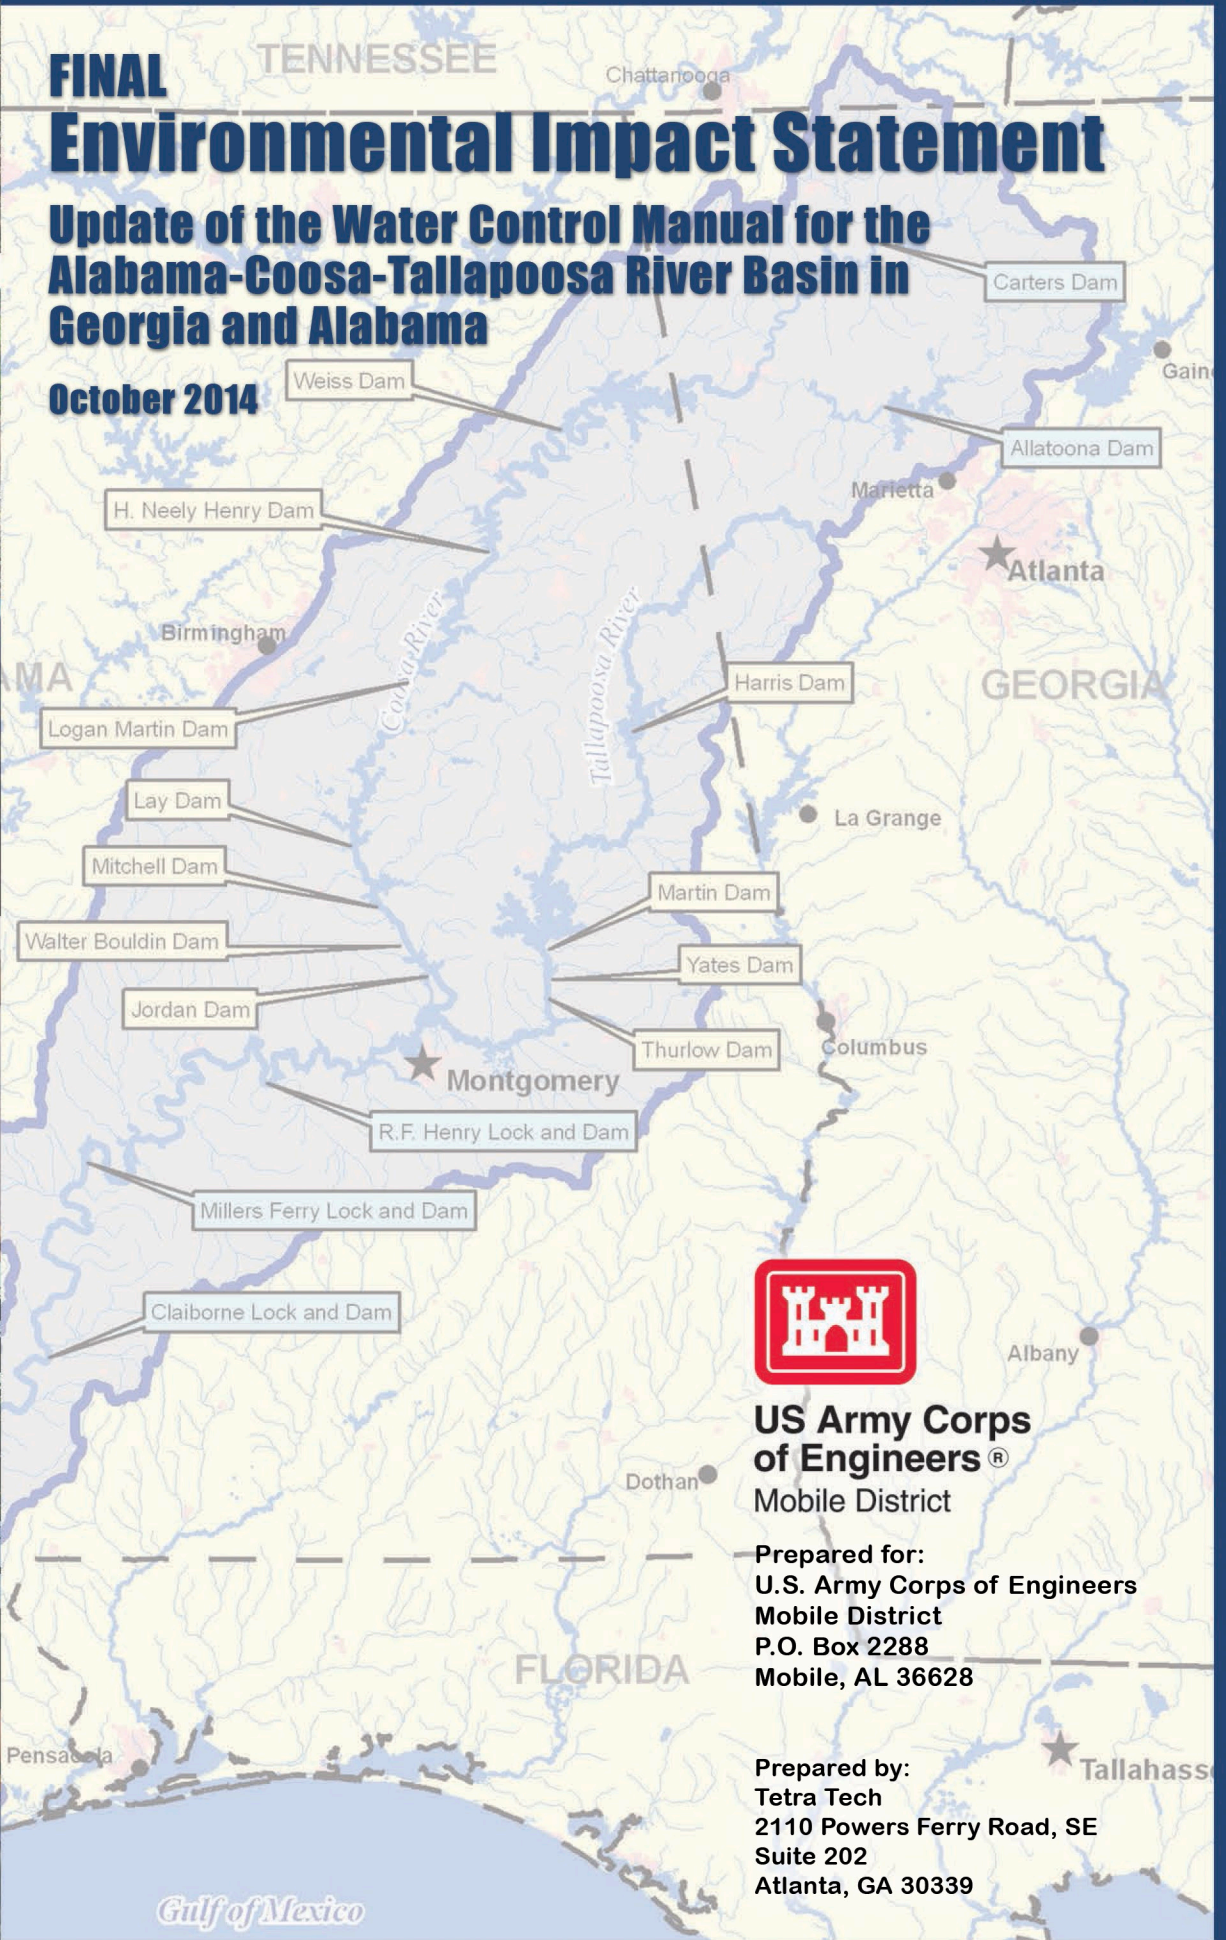 FINAL
Environmental Impact Statement
Update of the Water Control Manual for the
Alabama-Coosa-Tallapoosa River Basin in
Georgia and Alabama
October 2014
TENNESSEE
Chattanooga
Carters Dam
Gain
Weiss Dam
Allatoona Dam
Marietta
H. Neely Henry Dam
Atlanta
Coosa River
Tallapoosa River
Birmingham
AMA
GEORGIA
Harris Dam
Logan Martin Dam
Lay Dam
La Grange
Mitchell Dam
Martin Dam
Walter Bouldin Dam
Yates Dam
Jordan Dam
Thurlow Dam
Columbus
Montgomery
R.F. Henry Lock and Dam
Millers Ferry Lock and Dam
Claiborne Lock and Dam
Albany
US Army Corps
of Engineers ®
Mobile District
Dothan
Prepared for:
U.S. Army Corps of Engineers
Mobile District
P.O. Box 2288
Mobile, AL 36628
FLORIDA
Pensacola
Tallahass
Prepared by:
Tetra Tech
2110 Powers Ferry Road, SE
Suite 202
Atlanta, GA 30339
Gulf of Mexico